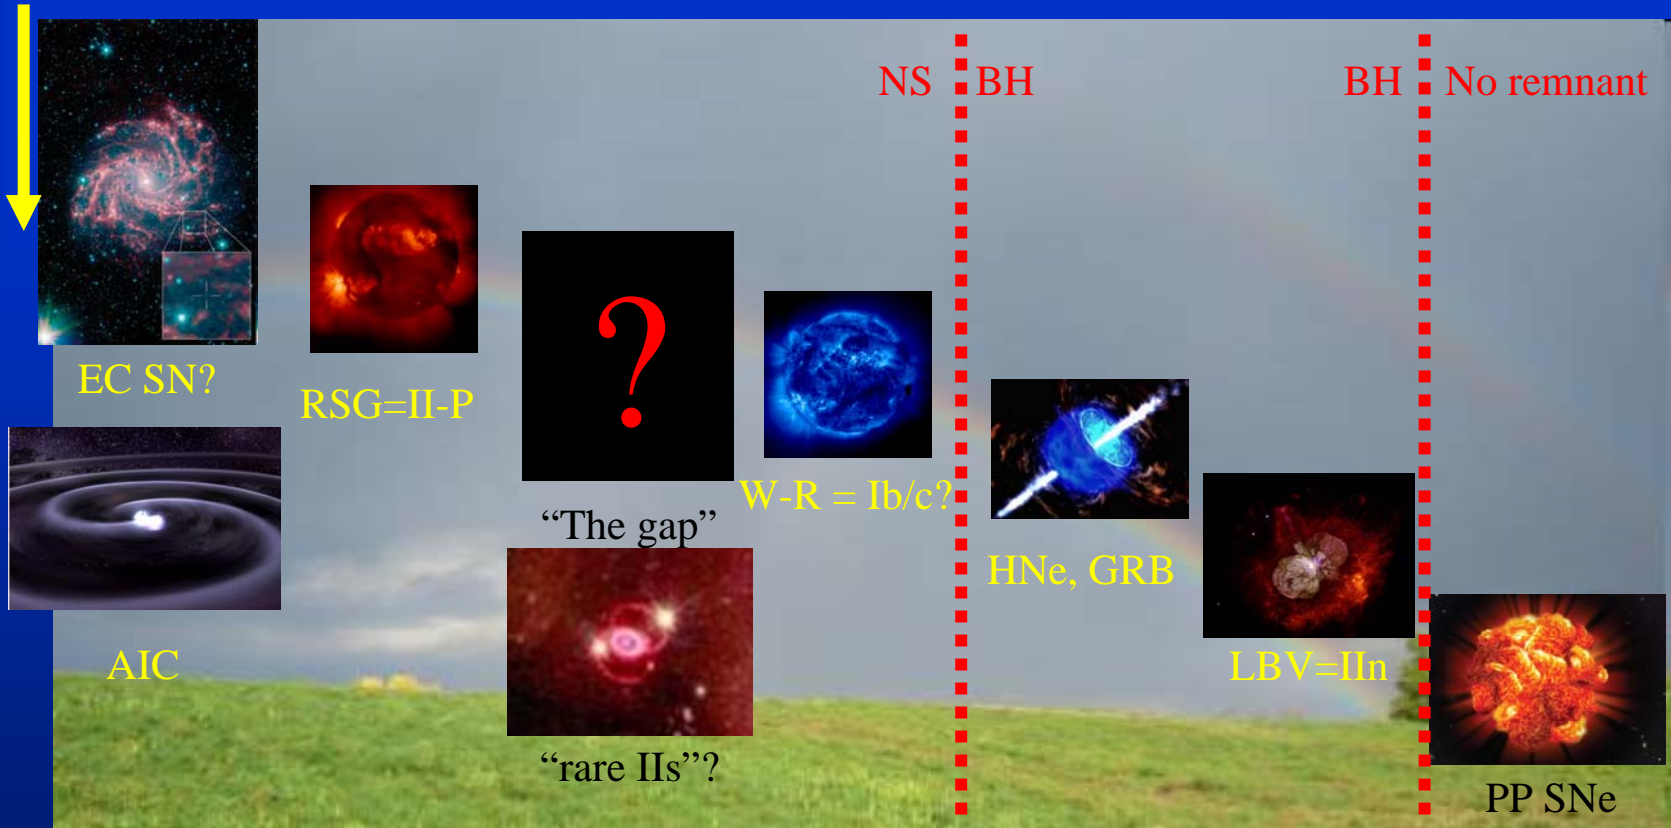 NS
BH
BH
No remnant
?
EC SN?
RSG=II-P
W-R = Ib/c?
“The gap”
HNe, GRB
AIC
LBV=IIn
“rare IIs”?
PP SNe